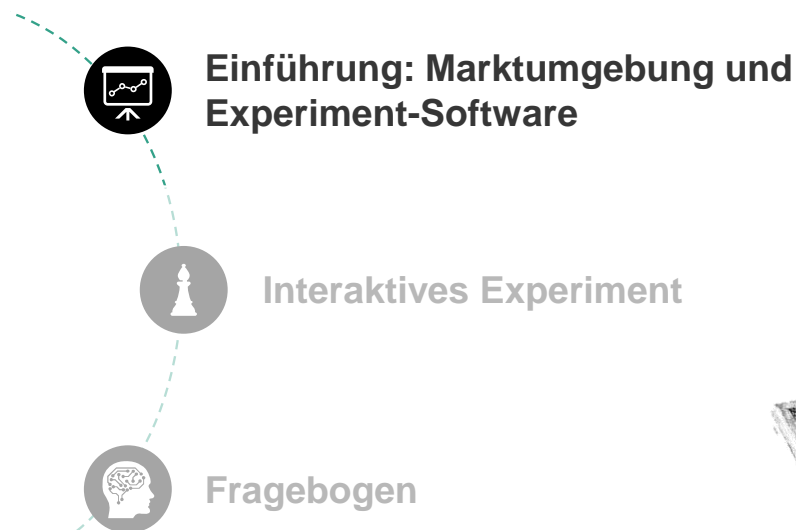 Einführung: Marktumgebung und
Experiment-Software
Interaktives Experiment
Fragebogen